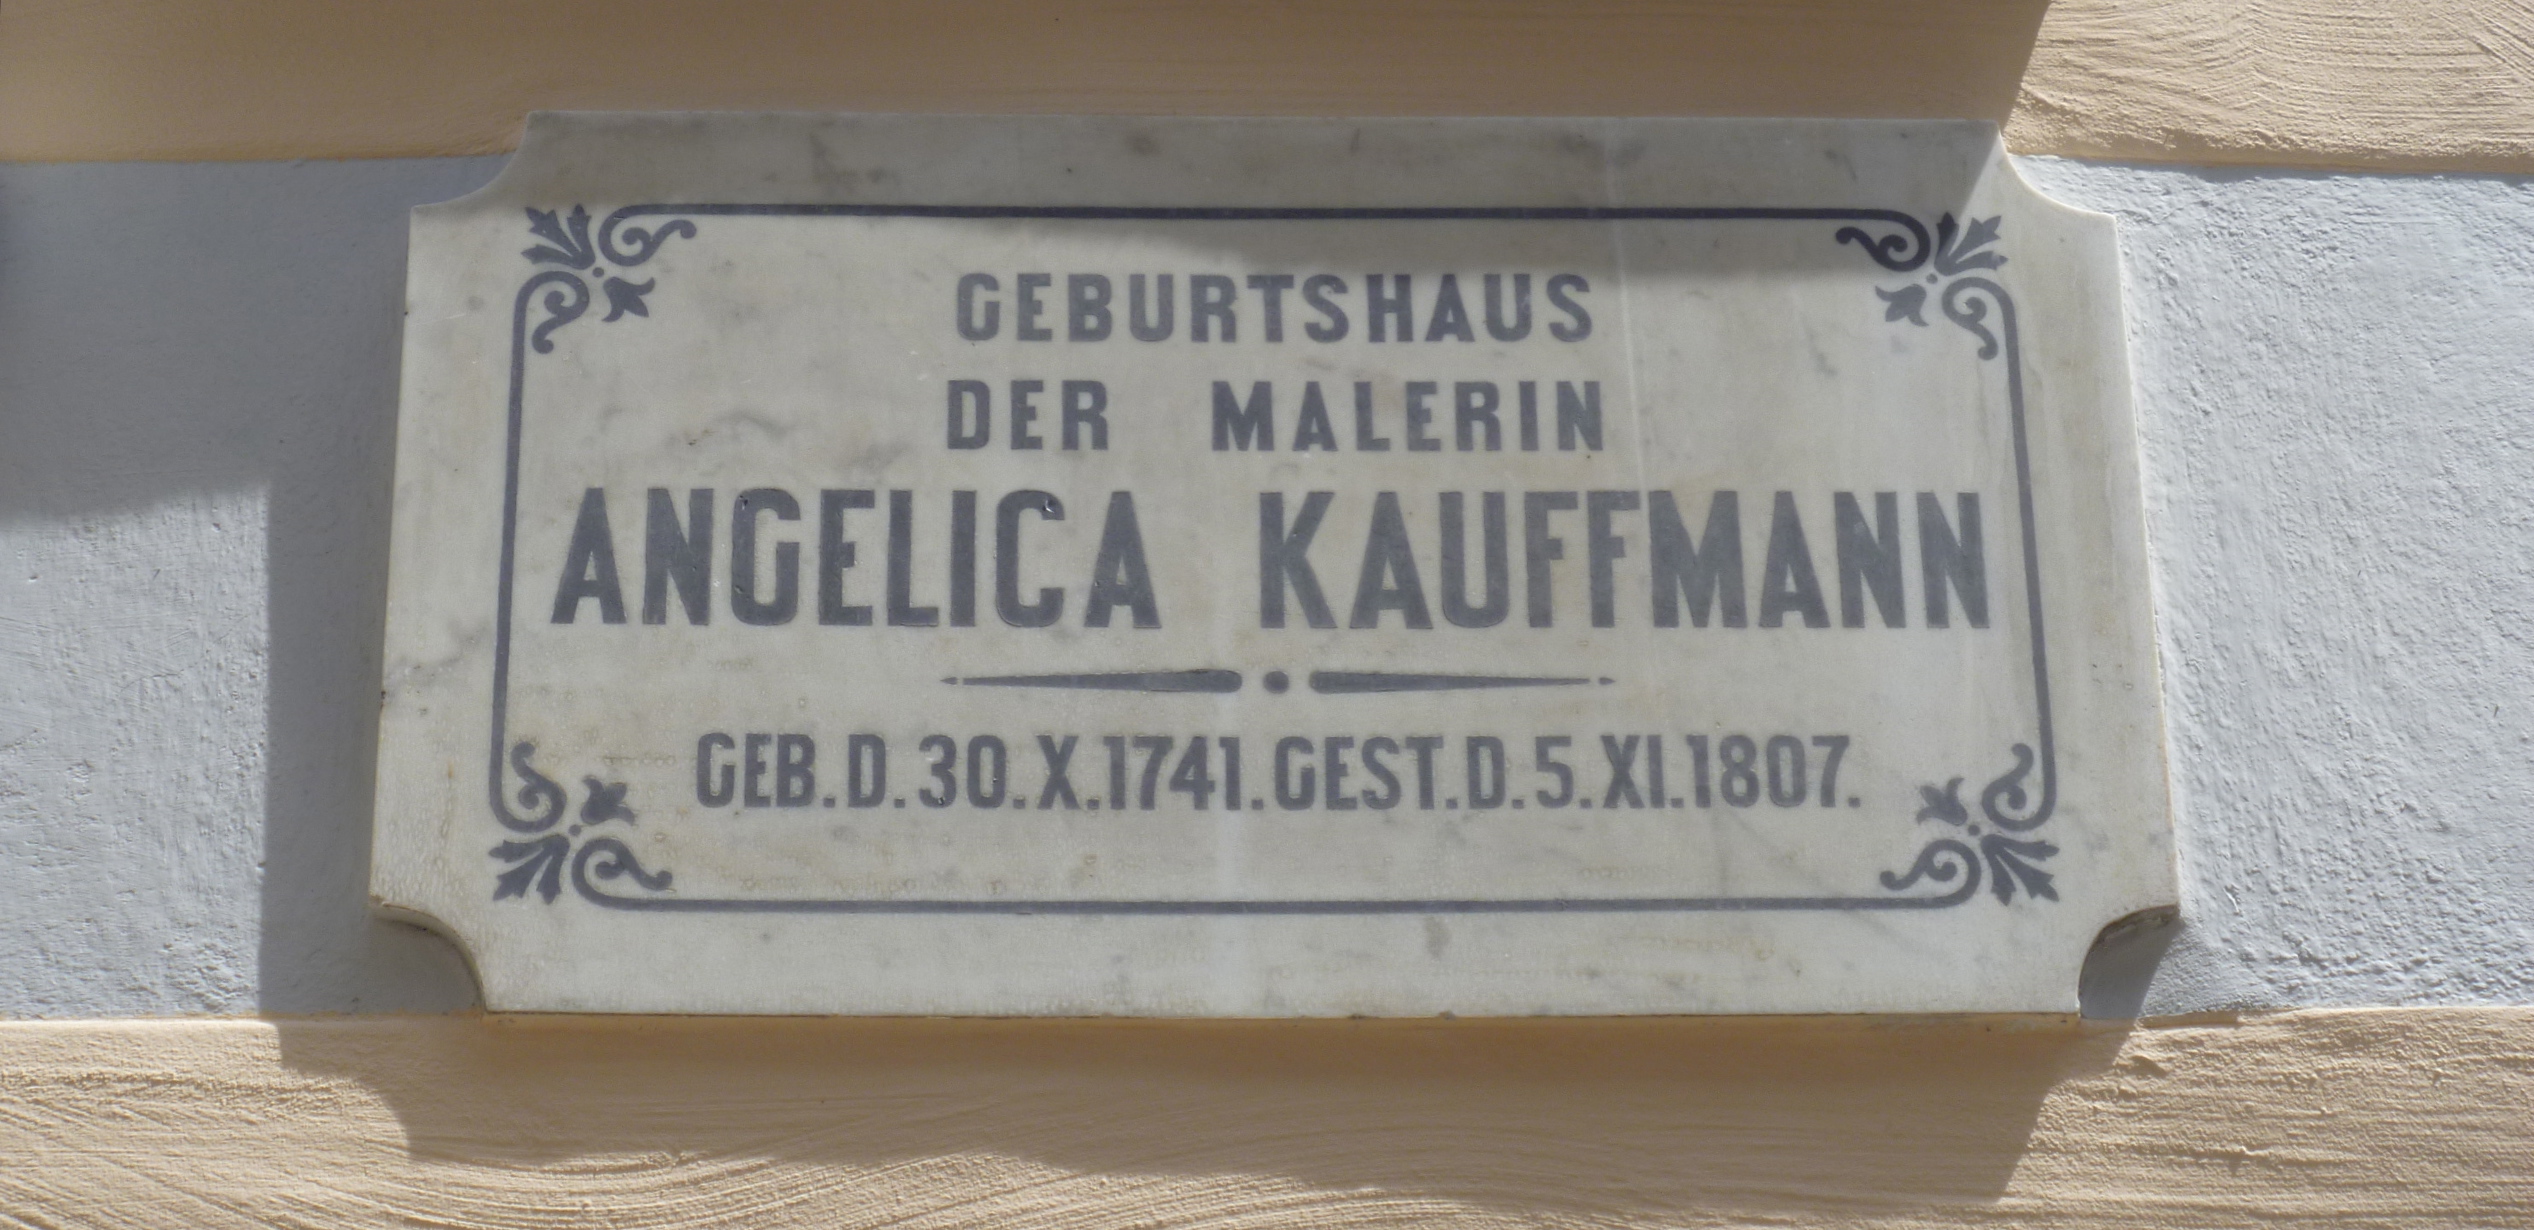 GEBURTSHAUS
DER MALERIN
ANGELICA KAUFFMANN
GEB.D.30.X.1741.GEST.D.5.XI.1807.